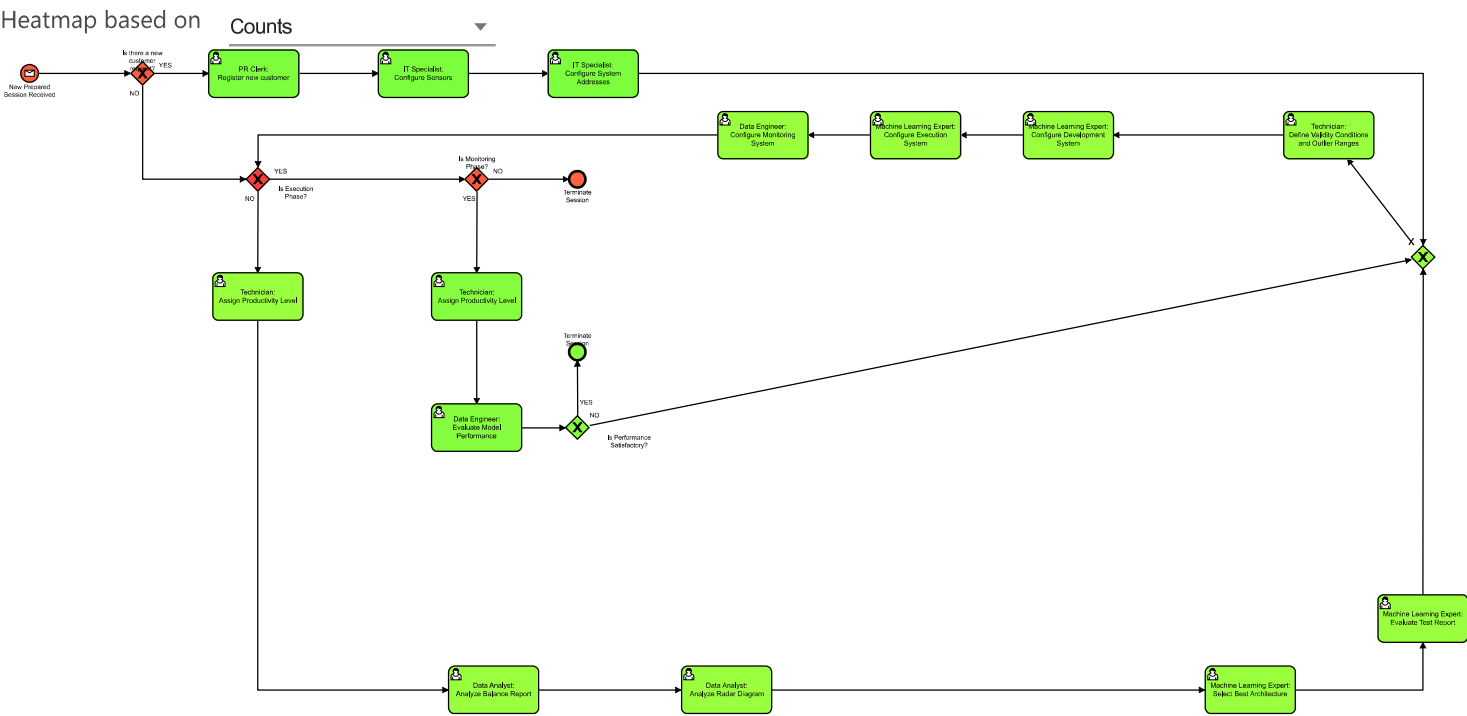 Heatmap based on
Counts
Is there a new
customer
YES
NO
New Prepared
Session Received
PR Clerk:
Register new customer
IT Specialist:
Configure Sensors
IT Specialist:
Configure System
Addresses
Data Engineer:
Configure Monitoring
System
Machine Learning Expert:
Configure Execution
System
Machine Learning Expert:
Configure Development
System
Technician:
Define Validity Conditions
and Outlier Ranges
YES
Is Execution
Phase?
NO
Is Monitoring
Phase?
NO
YES
Terminate
Session
X
X
Technician:
Assign Productivity Level
Technician:
Assign Productivity Level
Terminate
Session
YES
NO
Is Performance
Satisfactory?
Data Engineer:
Evaluate Model
Performance
Machine Learning Expert:
Evaluate Test Report
Data Analyst:
Analyze Balance Report
Data Analyst:
Analyze Radar Diagram
Machine Learning Expert:
Select Best Architecture